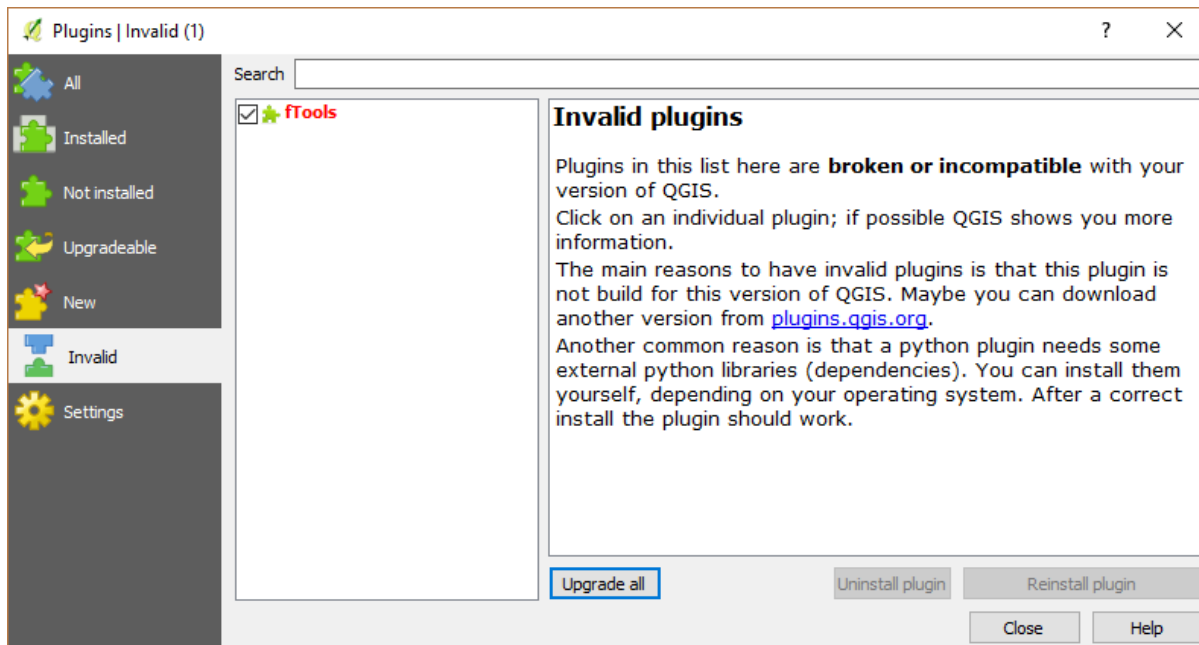 Plugins | Invalid (1)
?
All
Installed
Not installed
Upgradeable
New
Invalid
Settings
Search
fTools
Invalid plugins
Plugins in this list here are broken or incompatible with your
version of QGIS.
Click on an individual plugin; if possible QGIS shows you more
information.
The main reasons to have invalid plugins is that this plugin is
not build for this version of QGIS. Maybe you can download
another version from plugins.qgis.org.
Another common reason is that a python plugin needs some
external python libraries (dependencies). You can install them
yourself, depending on your operating system. After a correct
install the plugin should work.
Upgrade all
Uninstall plugin
Reinstall plugin
Close
Help